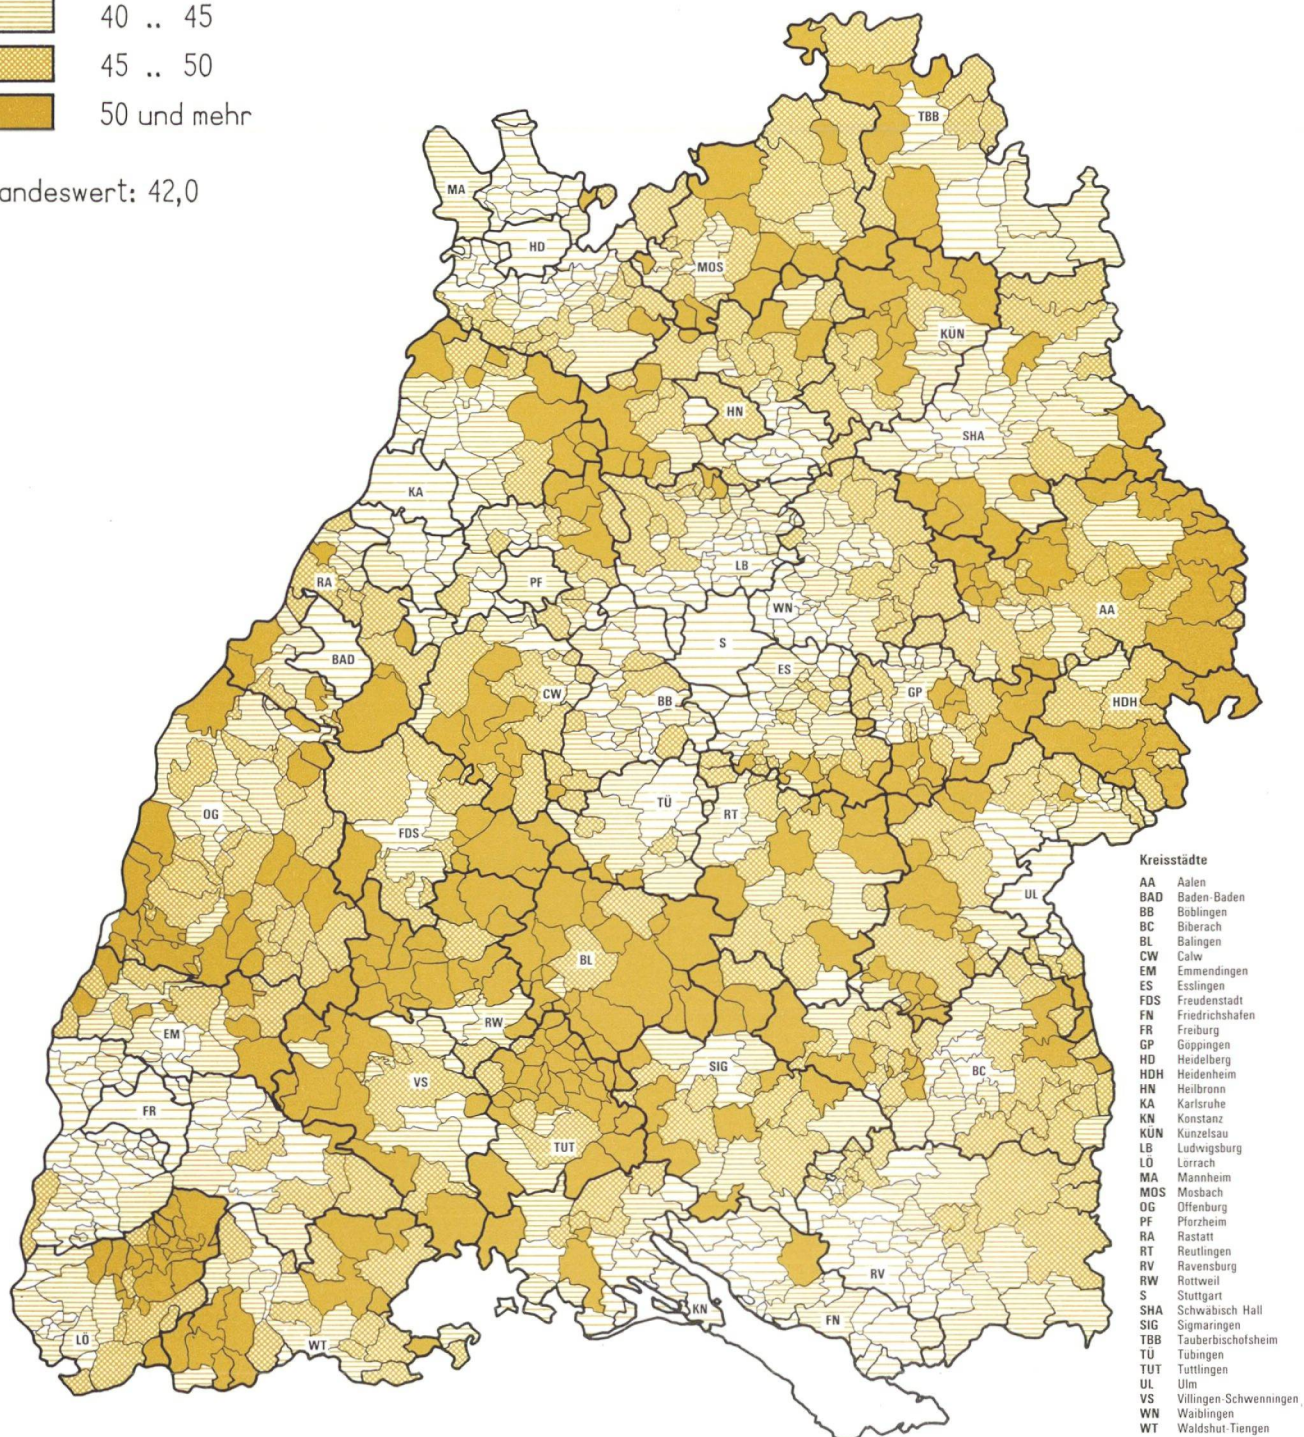 40 .. 45
45 .. 50
50 und mehr
andeswert: 42,0
TBB
MA
HD
MOS
KÜN
HN
SHA
KA
LB
PF
RA
WN
AA
S
BAD
ES
CW
GP
BB
HDH
TÜ
OG
RT
FDS
UL
BL
RW
EM
SIG
BC
VS
FR
TUT
RV
KN
FN
LÖ
WT
Kreisstädte
AA Aalen
BAD Baden-Baden
BB Böblingen
BC Biberach
BL Balingen
CW Calw
EM Emmendingen
ES Esslingen
FDS Freudenstadt
FN Friedrichshafen
FR Freiburg
GP Göppingen
HD Heidelberg
HDH Heidenheim
HN Heilbronn
KA Karlsruhe
KN Konstanz
KÜN Künzelsau
LB Ludwigsburg
LÖ Lörrach
MA Mannheim
MOS Mosbach
OG Offenburg
PF Pforzheim
RA Rastatt
RT Reutlingen
RV Ravensburg
RW Rottweil
S Stuttgart
SHA Schwäbisch Hall
SIG Sigmaringen
TBB Tauberbischofsheim
TÜ Tübingen
TUT Tuttlingen
UL Ulm
VS Villingen-Schwenningen
WN Waiblingen
WT Waldshut-Tiengen